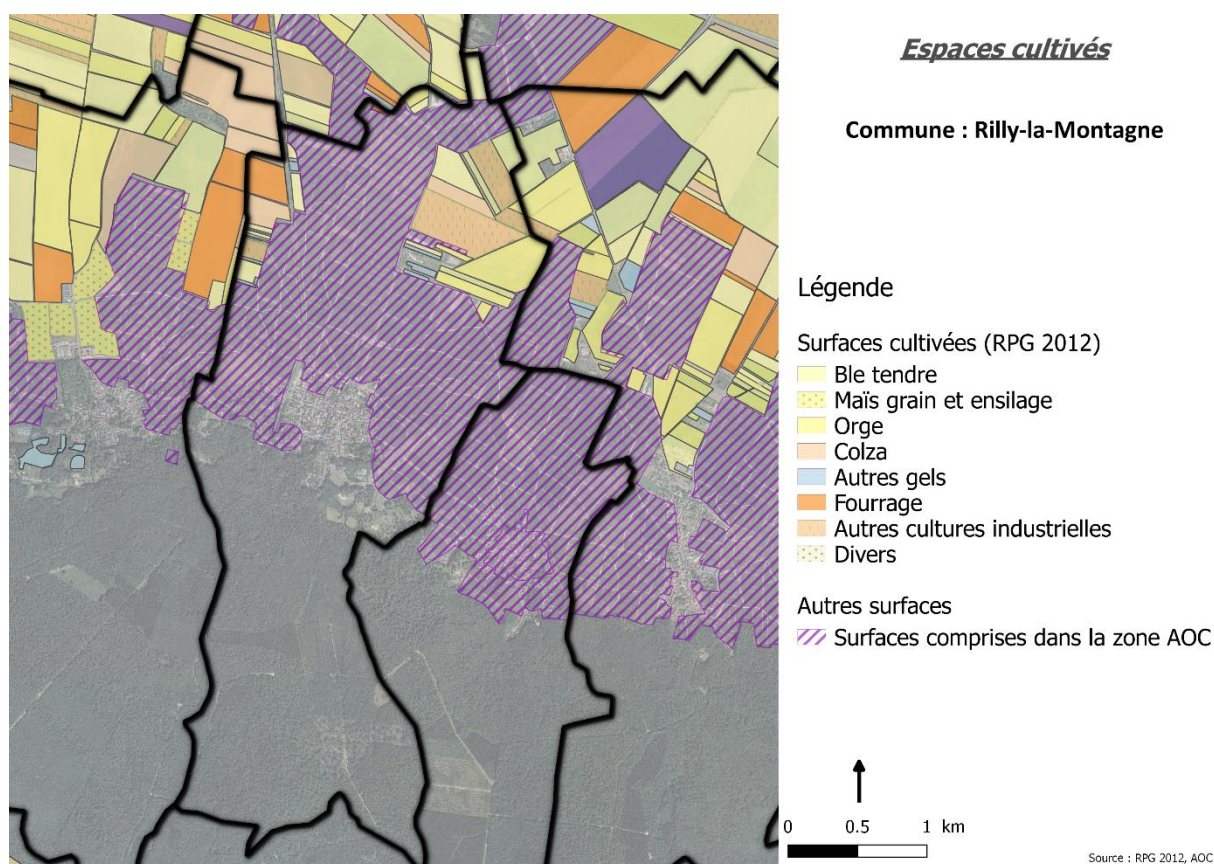 Espaces cultivés
Commune : Rilly-la-Montagne
Légende
Surfaces cultivées (RPG 2012)
Ble tendre
Maïs grain et ensilage
Orge
Colza
Autres gels
Fourrage
Autres cultures industrielles
Divers
Autres surfaces
Surfaces comprises dans la zone AOC
0 0.5 1 km
Source : RPG 2012, AOC